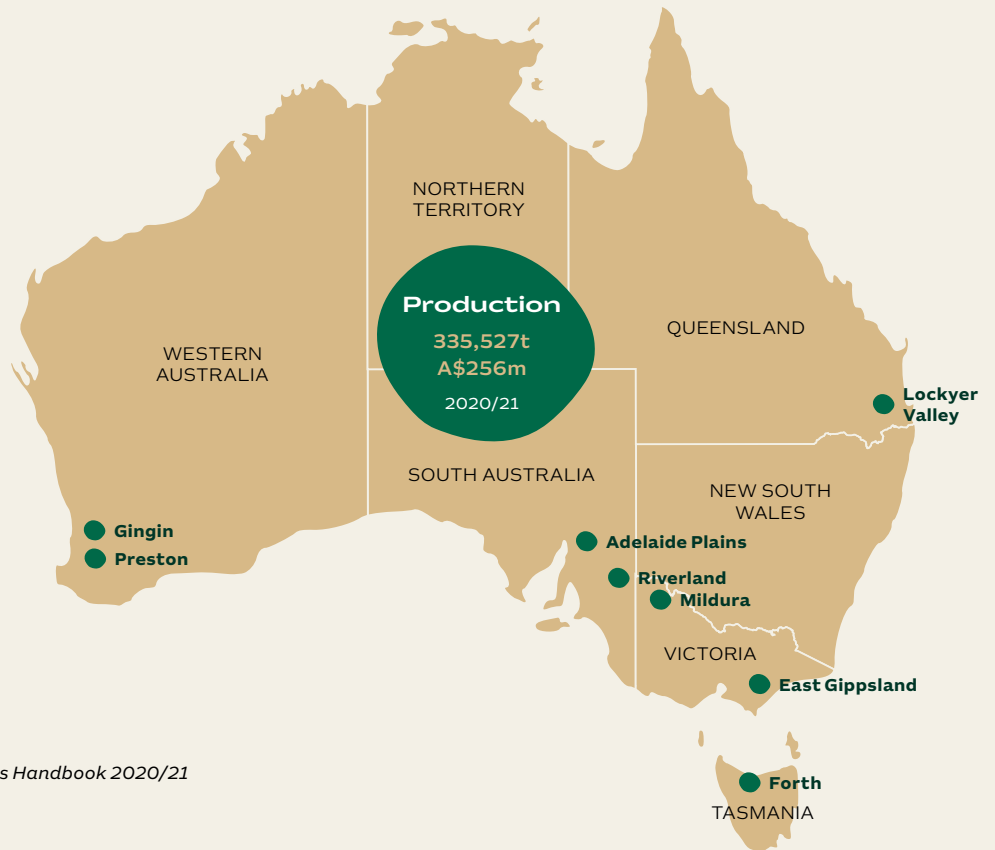 NORTHERN
TERRITORY
Production
335,527t
A$256m
2020/21
QUEENSLAND
WESTERN
AUSTRALIA
Lockyer
Valley
SOUTH AUSTRALIA
NEW SOUTH
WALES
Gingin
Preston
Adelaide Plains
Riverland
Mildura
VICTORIA
East Gippsland
s Handbook 2020/21
Forth
TASMANIA